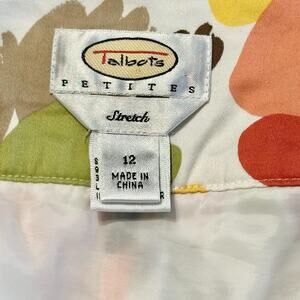 Talbots
PETITES
Stretch
12
MADE IN
CHINA